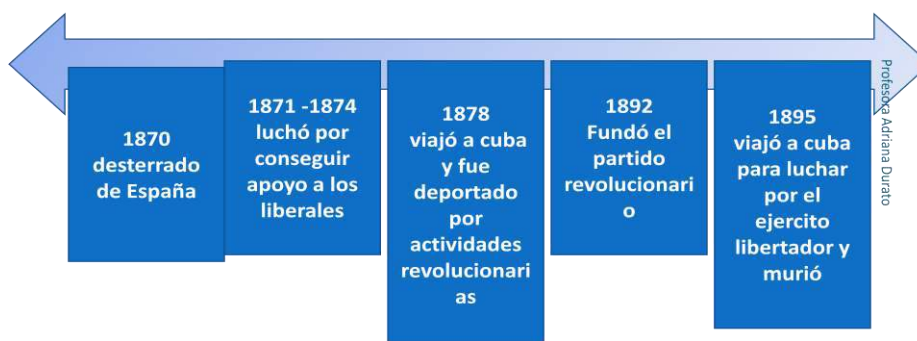 1870
desterrado
de España
1871 -1874
luchó por
conseguir
apoyo a los
liberales
1878
viajó a cuba
y fue
deportado
por
actividades
revolucionari
as
1892
Fundó el
partido
revolucionari
o
1895
viajó a cuba
para luchar
por el
ejercito
libertador y
murió
Profesora Adriana Durato